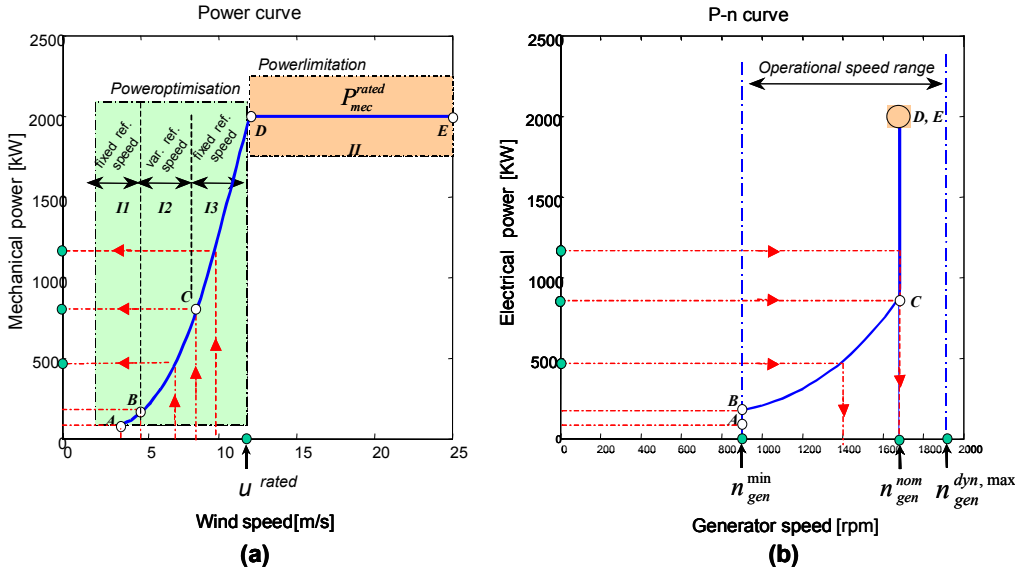 Power curve
2500
2000
1500
1000
500
0
Mechanical power [kW]
Poweroptimisation
Powerlimitation
fixed ref. speed
var. ref. speed
fixed ref. speed
I1
I2
I3
P mec rated
II
A
B
C
D
E
0
5
10
15
20
25
u rated
Wind speed[m/s]
(a)
P-n curve
2500
2000
1500
1000
500
0
Electrical power [KW]
Operational speed range
D, E
C
B
A
0
200
400
600
800
1000
1200
1400
1600
1800
2000
n gen min
n gen nom
n gen dyn, max
Generator speed [rpm]
(b)